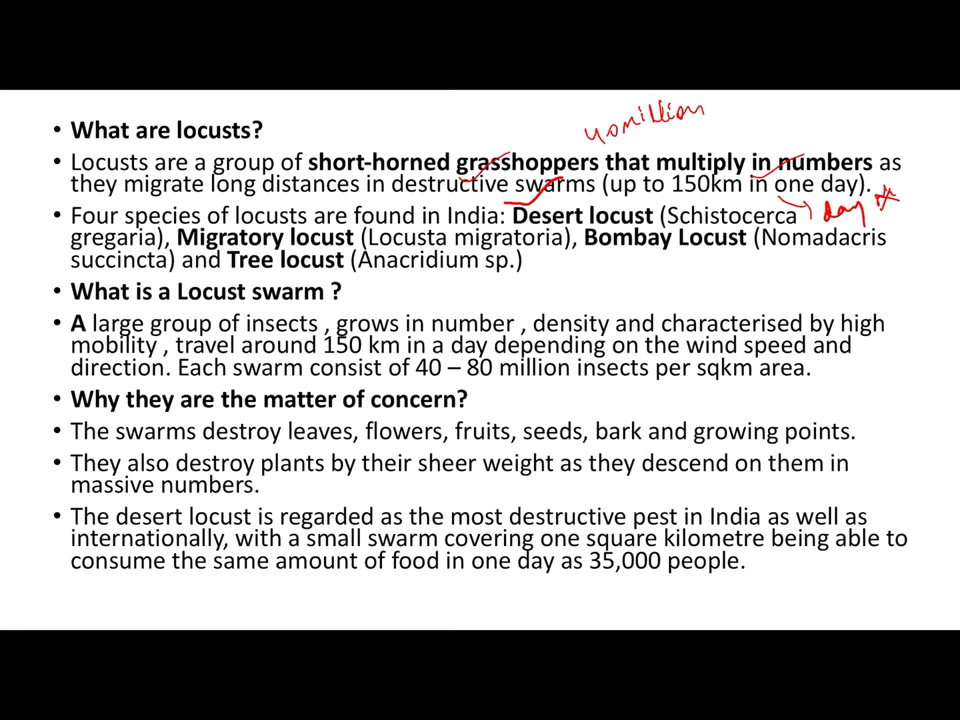 40million
• What are locusts?
• Locusts are a group of short-horned grasshoppers that multiply in numbers as
they migrate long distances in destructive swarms (up to 150km in one day).
day
• Four species of locusts are found in India: Desert locust (Schistocerca
gregaria), Migratory locust (Locusta migratoria), Bombay Locust (Nomadacris
succincta) and Tree locust (Anacridium sp.)
• What is a Locust swarm ?
• A large group of insects , grows in number , density and characterised by high
mobility , travel around 150 km in a day depending on the wind speed and
direction. Each swarm consist of 40 – 80 million insects per sqkm area.
• Why they are the matter of concern?
• The swarms destroy leaves, flowers, fruits, seeds, bark and growing points.
• They also destroy plants by their sheer weight as they descend on them in
massive numbers.
• The desert locust is regarded as the most destructive pest in India as well as
internationally, with a small swarm covering one square kilometre being able to
consume the same amount of food in one day as 35,000 people.